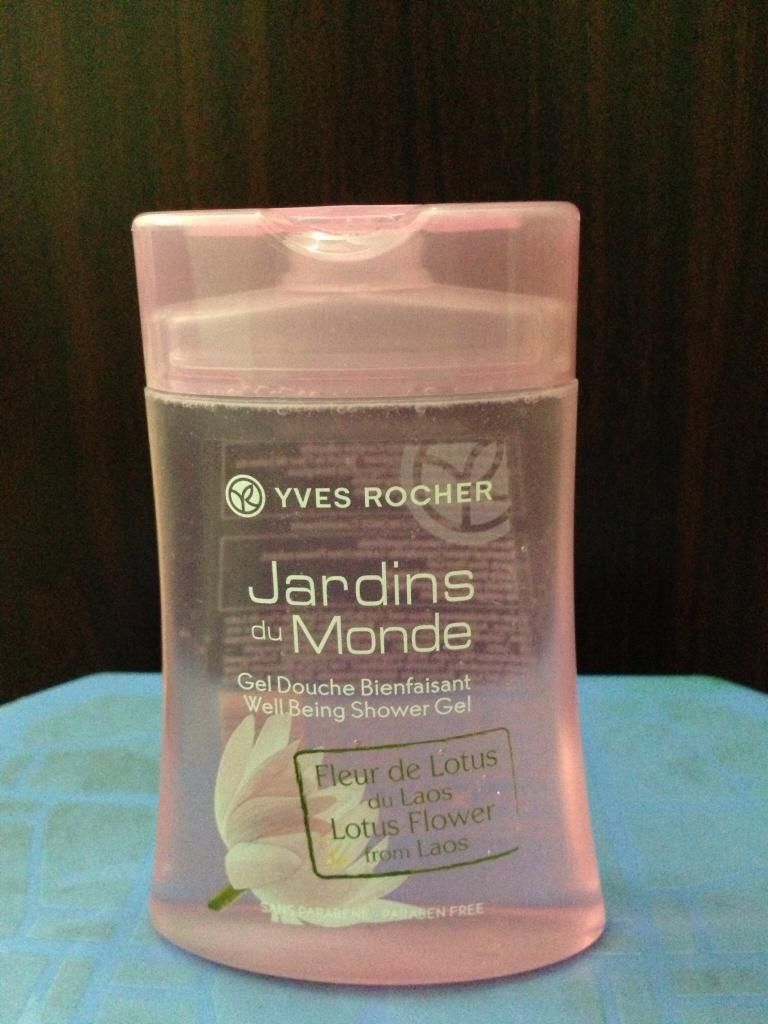 YVES ROCHER
Jardins
du Monde
Gel Douche Bienfaisant
Well Being Shower Gel
Fleur de Lotus
du Laos
Lotus Flower
from Laos
SANS PARABENE - PARABEN FREE